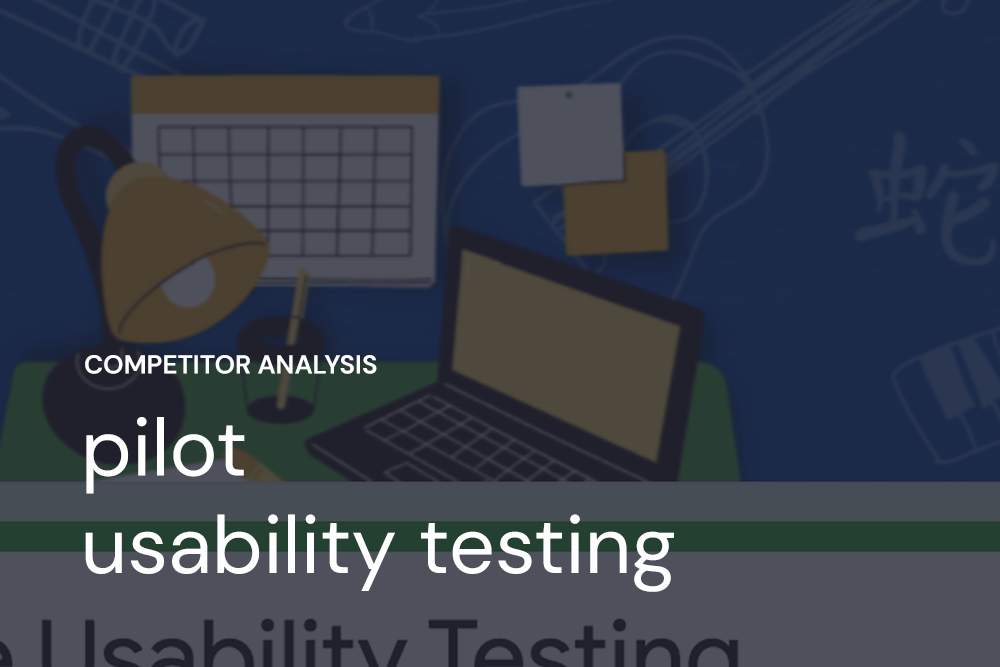 蛇
COMPETITOR ANALYSIS
pilot
usability testing
e Usability Testing